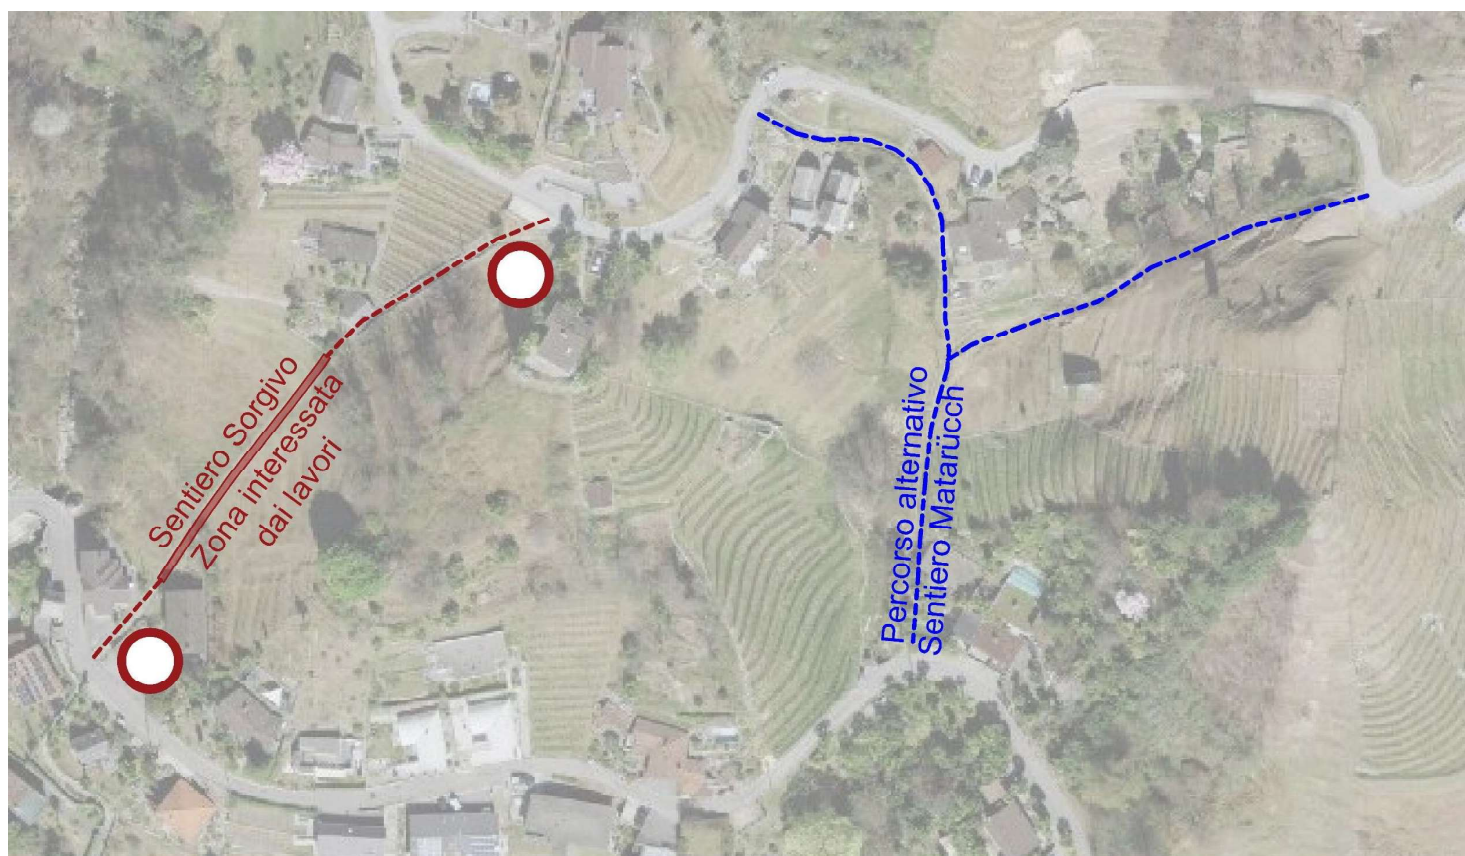 Sentiero Sorgivo
Zona interessata
dai lavori
Percorso alternativo
Sentiero Matarücch